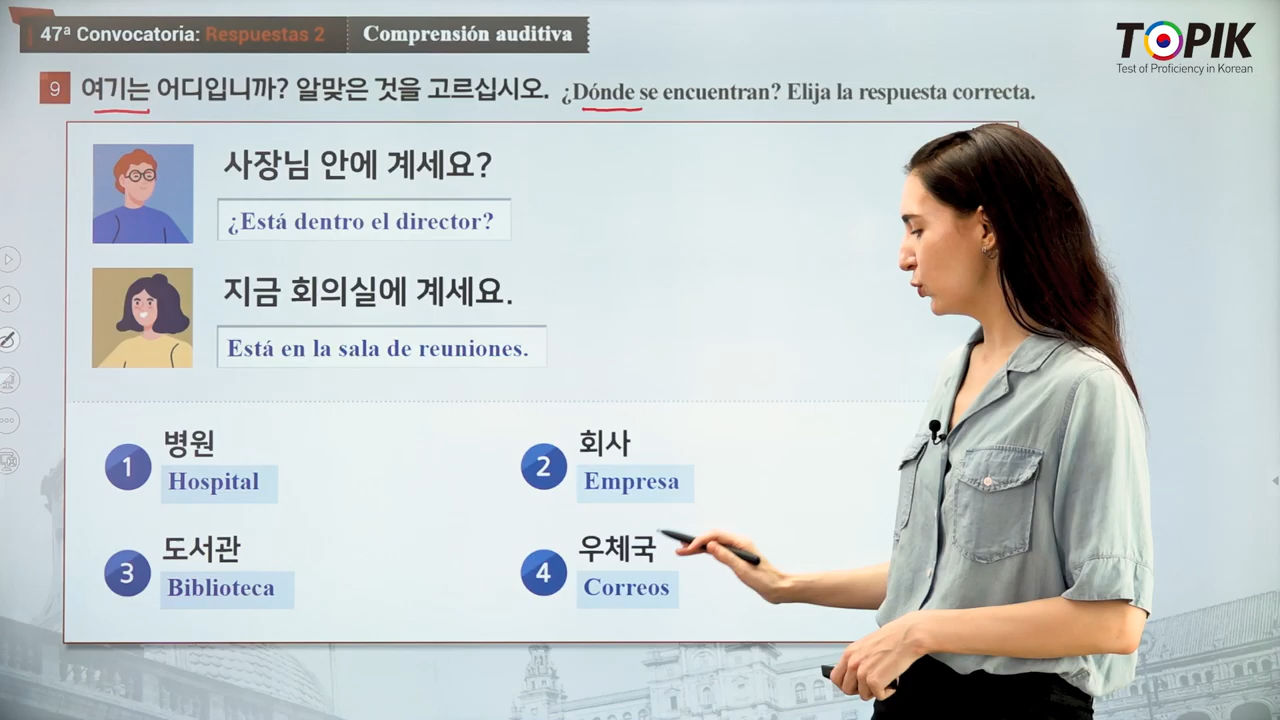 47ª Convocatoria: Respuestas 2 Comprensión auditiva
TOPIK
Test of Proficiency in Korean
9 여기는 어디입니까? 알맞은 것을 고르십시오. ¿Dónde se encuentran? Elija la respuesta correcta.
사장님 안에 계세요?
¿Está dentro el director?
지금 회의실에 계세요.
Está en la sala de reuniones.
1 병원
Hospital
2 회사
Empresa
3 도서관
Biblioteca
4 우체국
Correos